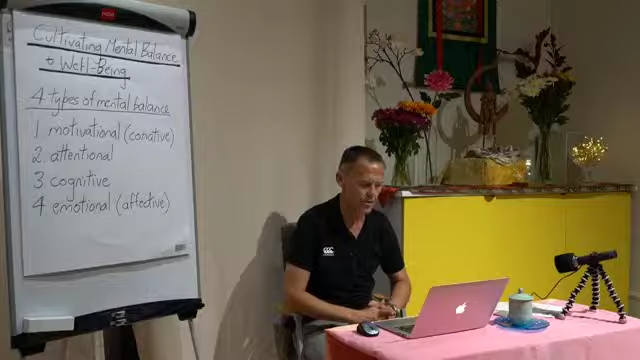 Cultivating Mental Balance
+ Well-Being
4 types of mental balance
1 motivational (conative)
2. attentional
3 cognitive
4 emotional (affective)
nobo